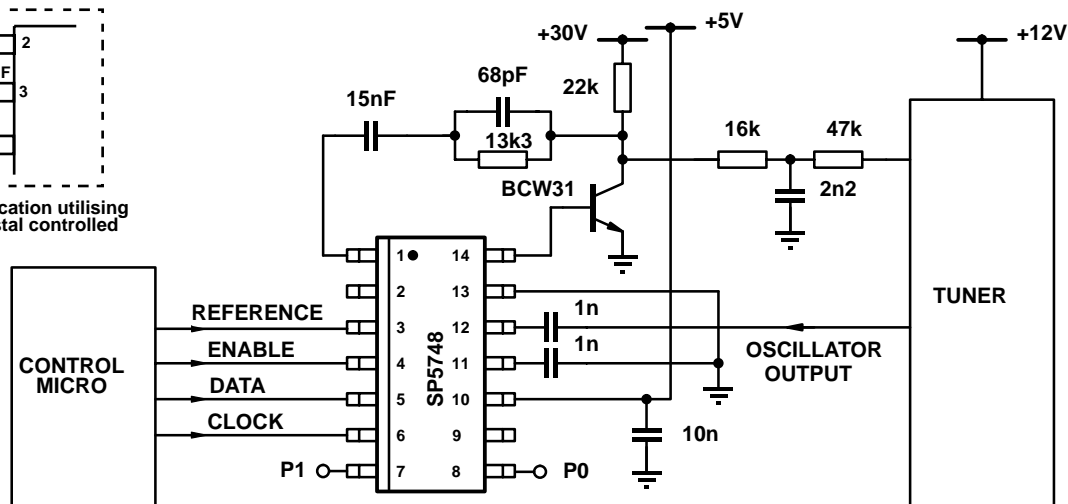 2
F
3
cation utilising
stal controlled
+30V
+5V
+12V
68pF
22k
15nF
13k3
16k
47k
BCW31
2n2
1
14
2
13
REFERENCE
3
12
1n
ENABLE
4
11
1n
OSCILLATOR
OUTPUT
TUNER
CONTROL
MICRO
DATA
5
10
CLOCK
6
9
10n
P1
7
8
P0
SP5748